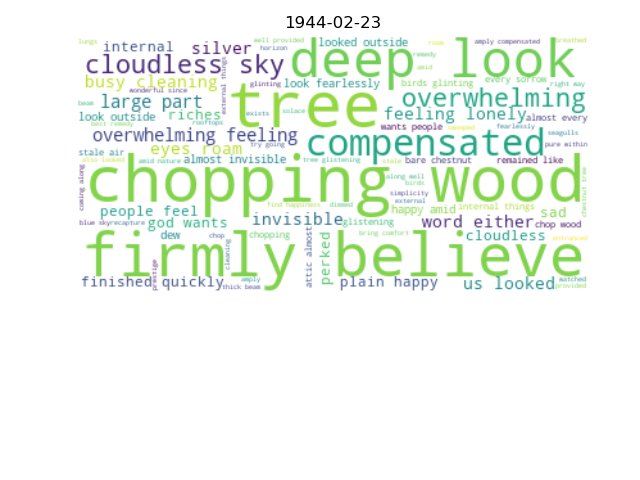 1944-02-23
lungs
internal
silver
well provided
horizon
looked outside
roam
amply compensated
breathed
cloudless sky
deep look
remedy
amid
busy cleaning
wonderful since
external things
glinting
look fearlessly
birds glinting
every sorrow
right may
beam
large part
tree
overwhelming
look outside
riches
exists
solace
feeling lonely
almost every
best remedy
rooftops
wants people
fearlessly
seagulls
overwhelming feeling
try going
compensated
pure within
eyes roam
stale air
almost invisible
tree glistening
stale
bare chestnut
remained like
also looked
amid nature
coming along
chopping wood
along well
birds
simplicity
external
chestnut tree
people feel
find happiness
dimmed
happy amid
internal things
sad
blue skyrecapture
god wants
invisible
glistening
word either
chop wood
dew
chop
chopping
attic almost
perked
bring comfort
cloudless
firmly believe
cleaning
finished quickly
prestige
thick beam
amply
plain happy
us looked
matched
provided